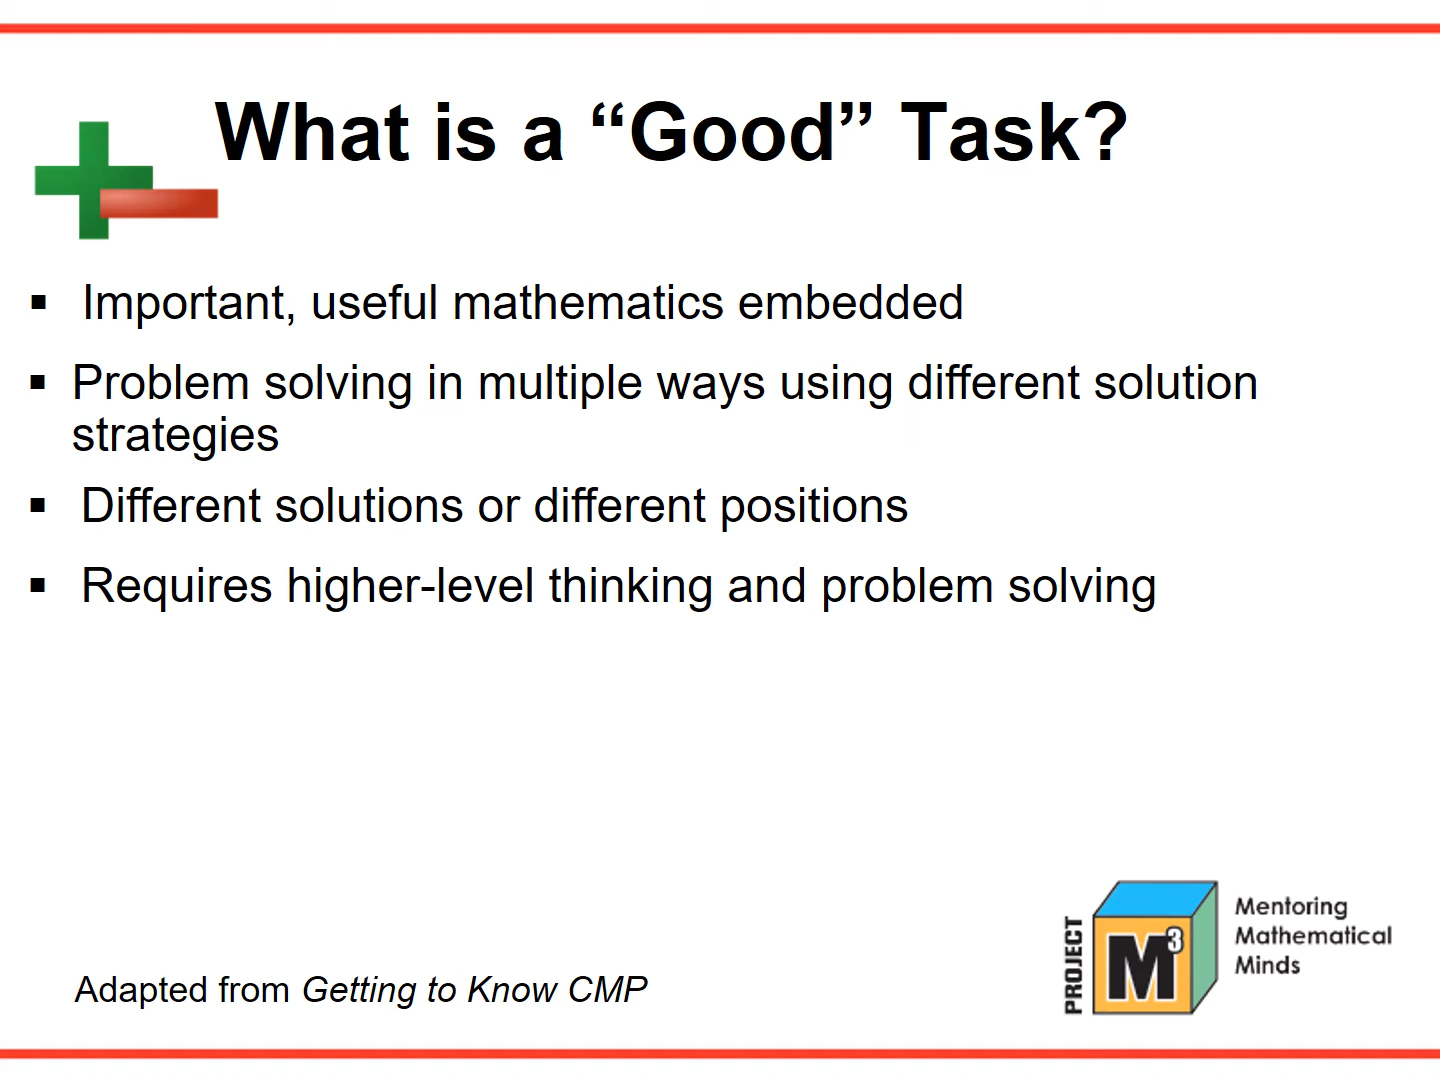 What is a “Good” Task?
▪ Important, useful mathematics embedded
▪ Problem solving in multiple ways using different solution
strategies
▪ Different solutions or different positions
▪ Requires higher-level thinking and problem solving
Adapted from Getting to Know CMP
PROJECT
M3
Mentoring
Mathematical
Minds